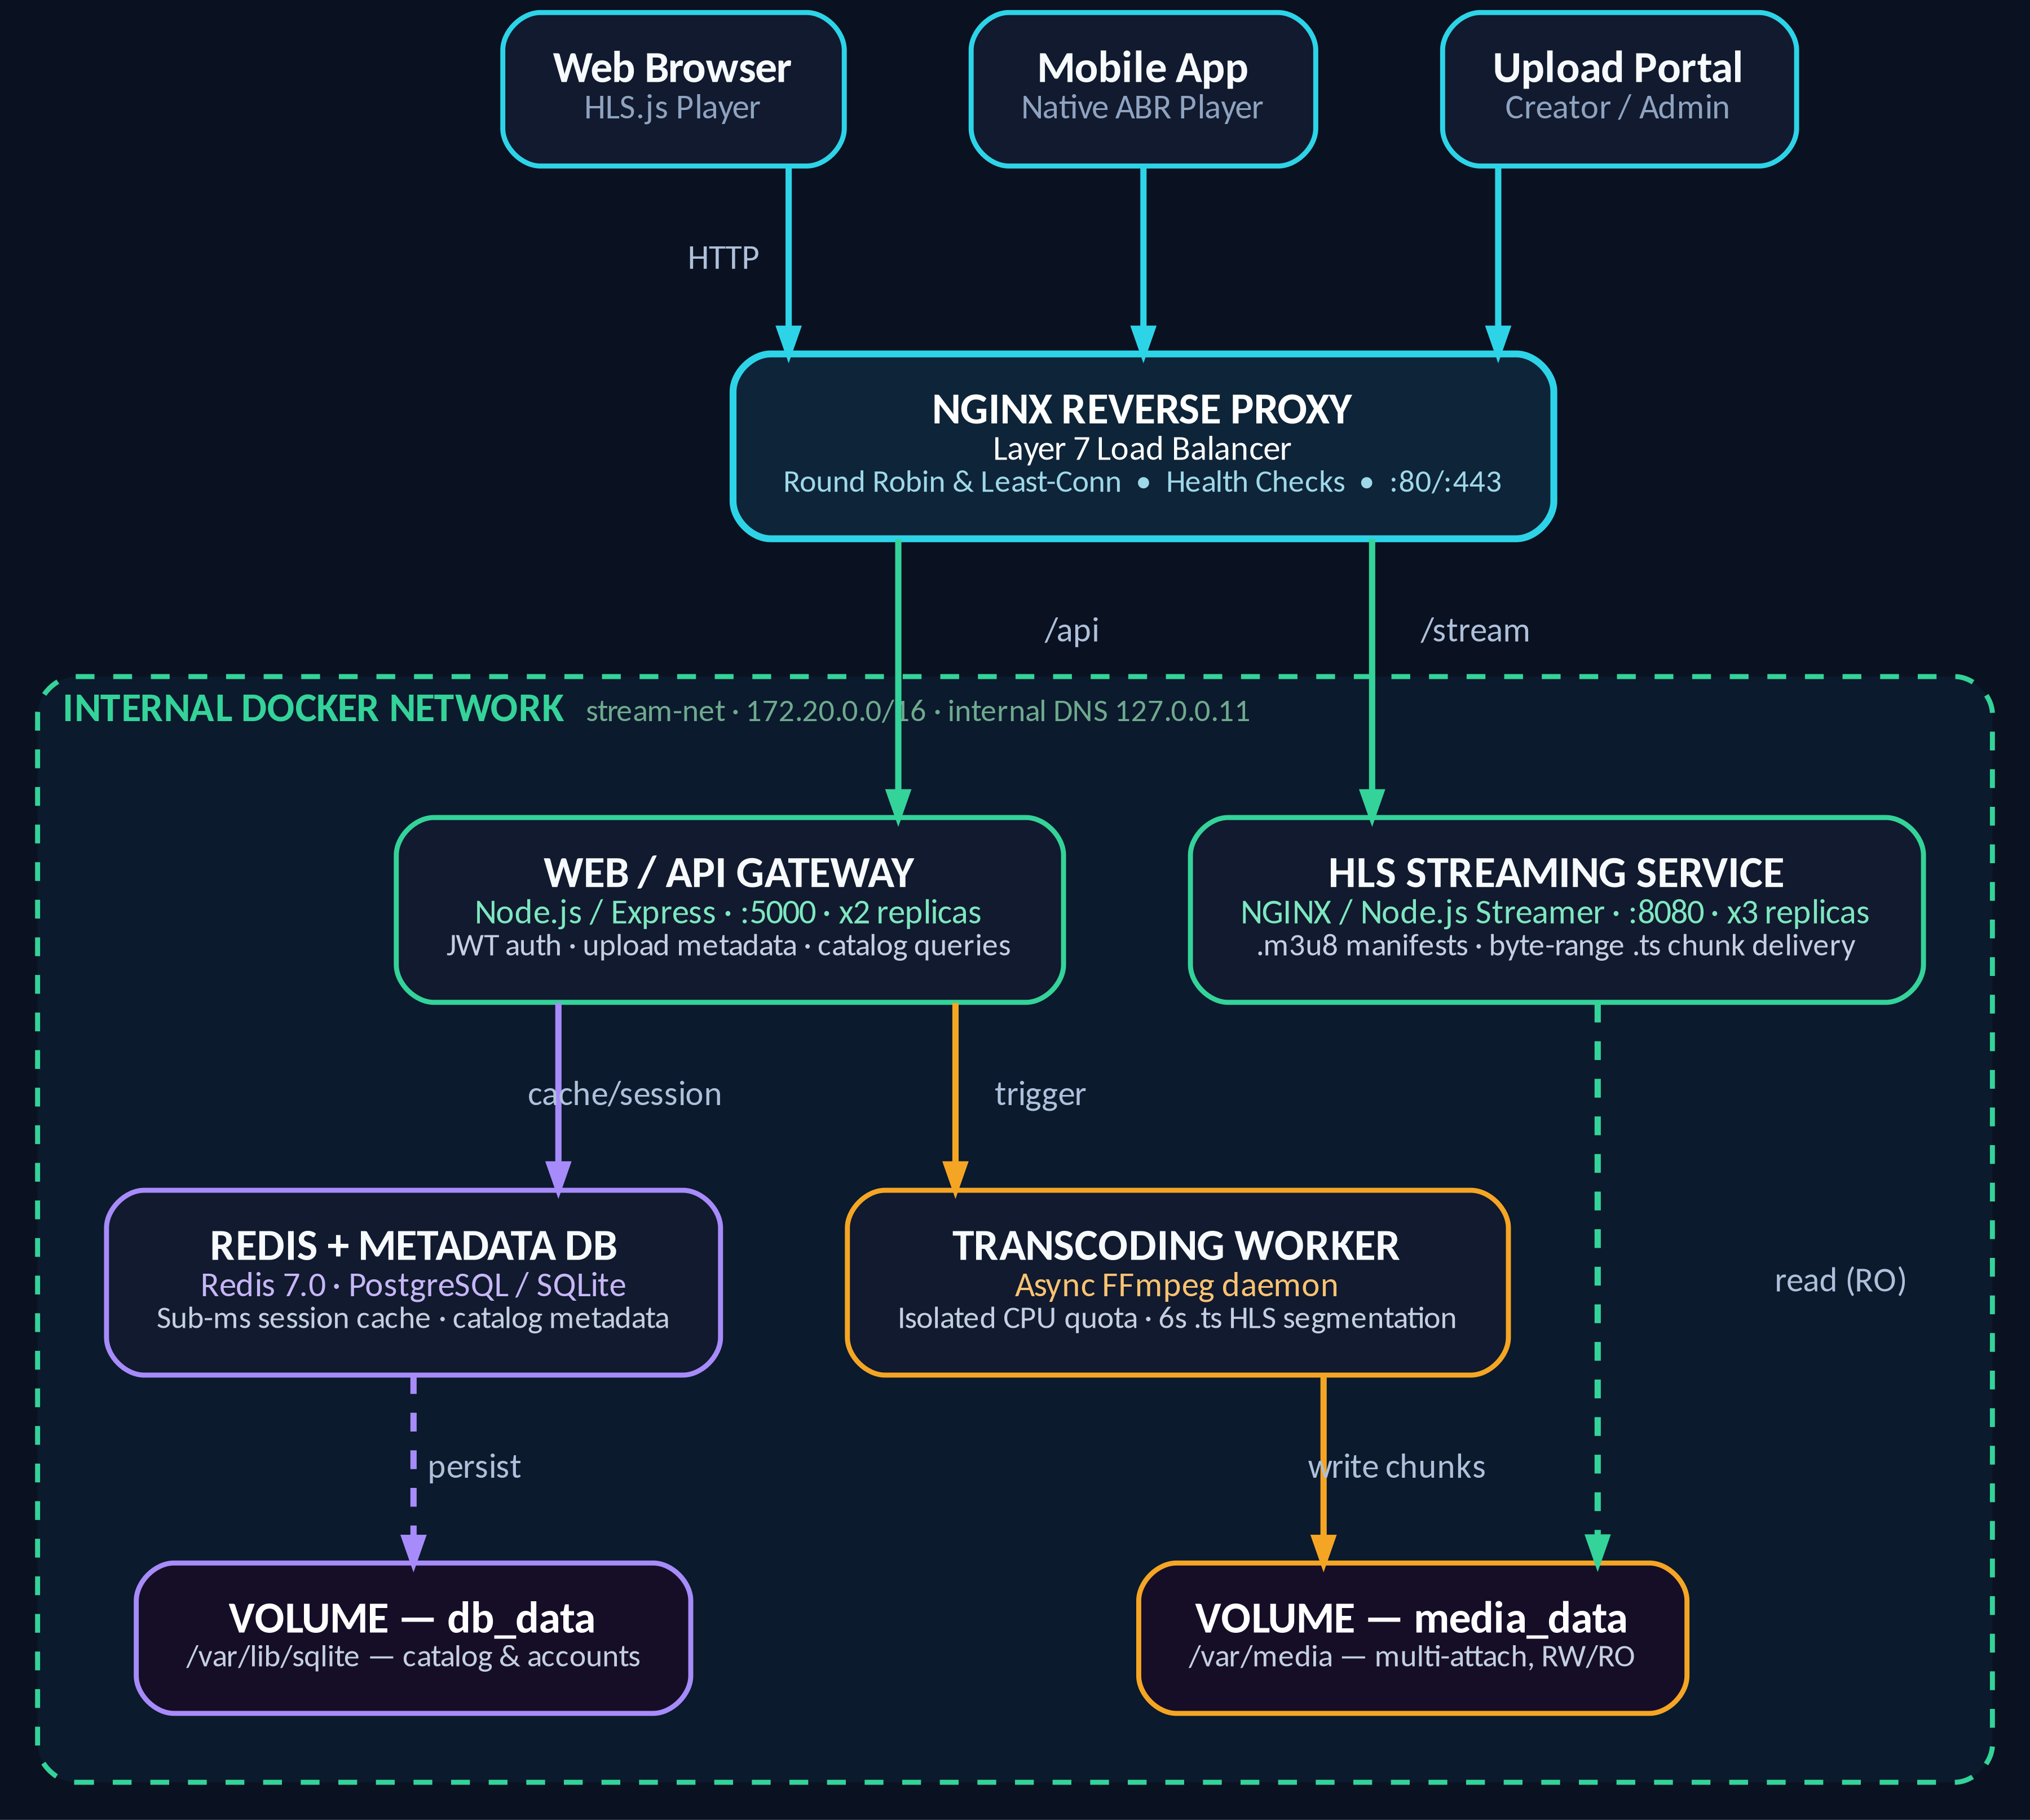 Web Browser
HLS.js Player
Mobile App
Native ABR Player
Upload Portal
Creator / Admin
HTTP
NGINX REVERSE PROXY
Layer 7 Load Balancer
Round Robin & Least-Conn ● Health Checks ● :80/:443
/api
/stream
INTERNAL DOCKER NETWORK stream-net · 172.20.0.0/16 · internal DNS 127.0.0.11
WEB / API GATEWAY
Node.js / Express · :5000 · x2 replicas
JWT auth · upload metadata · catalog queries
HLS STREAMING SERVICE
NGINX / Node.js Streamer · :8080 · x3 replicas
.m3u8 manifests · byte-range .ts chunk delivery
cache/session
trigger
REDIS + METADATA DB
Redis 7.0 · PostgreSQL / SQLite
Sub-ms session cache · catalog metadata
TRANSCODING WORKER
Async FFmpeg daemon
Isolated CPU quota · 6s .ts HLS segmentation
read (RO)
persist
write chunks
VOLUME — db_data
/var/lib/sqlite — catalog & accounts
VOLUME — media_data
/var/media — multi-attach, RW/RO